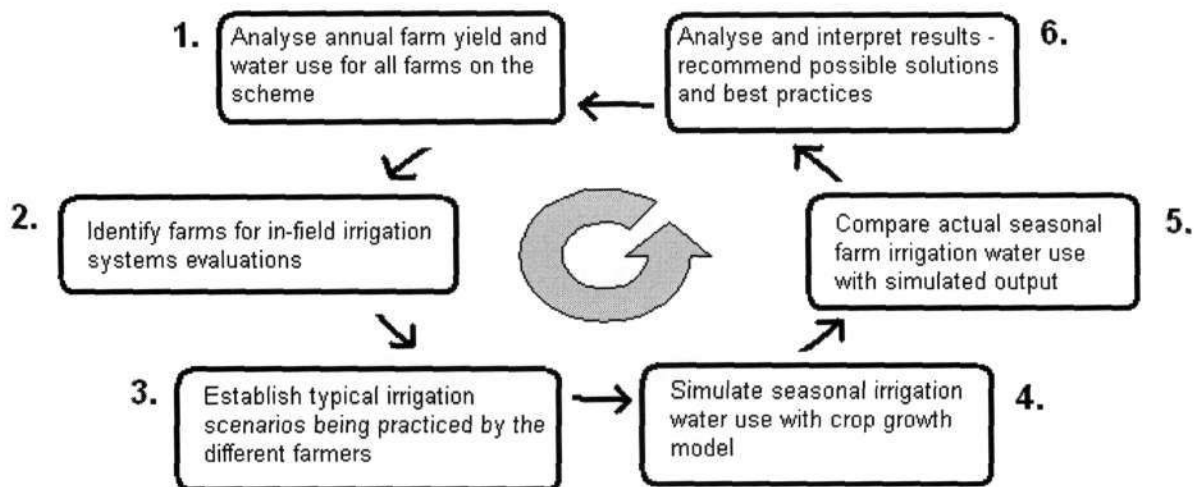 1.
Analyse annual farm yield and
water use for all farms on the
scheme
2.
Identify farms for in-field irrigation
systems evaluations
3.
Establish typical irrigation
scenarios being practiced by the
different farmers
4.
Simulate seasonal irrigation
water use with crop growth
model
5.
Compare actual seasonal
farm irrigation water use
with simulated output
6.
Analyse and interpret results -
recommend possible solutions
and best practices